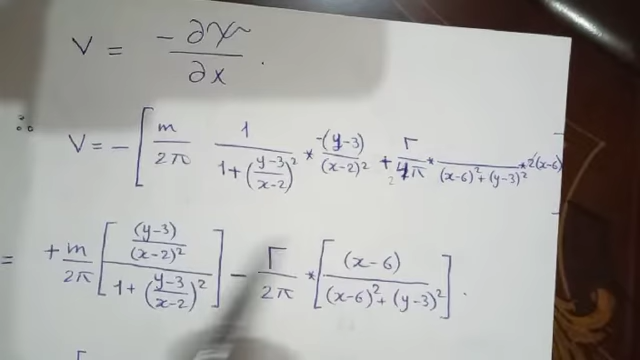 V = -∂ψ/∂x .
∴ V = -[ m/2π 1/(1+((y-3)/(x-2))²) * -(y-3)/(x-2)² + Γ/4π * 1/((x-6)²+(y-3)²) * 2(x-6)
= + m/2π [ ((y-3)/(x-2)²)/(1+((y-3)/(x-2))²) ] - Γ/2π * [ (x-6)/((x-6)²+(y-3)²) ] .